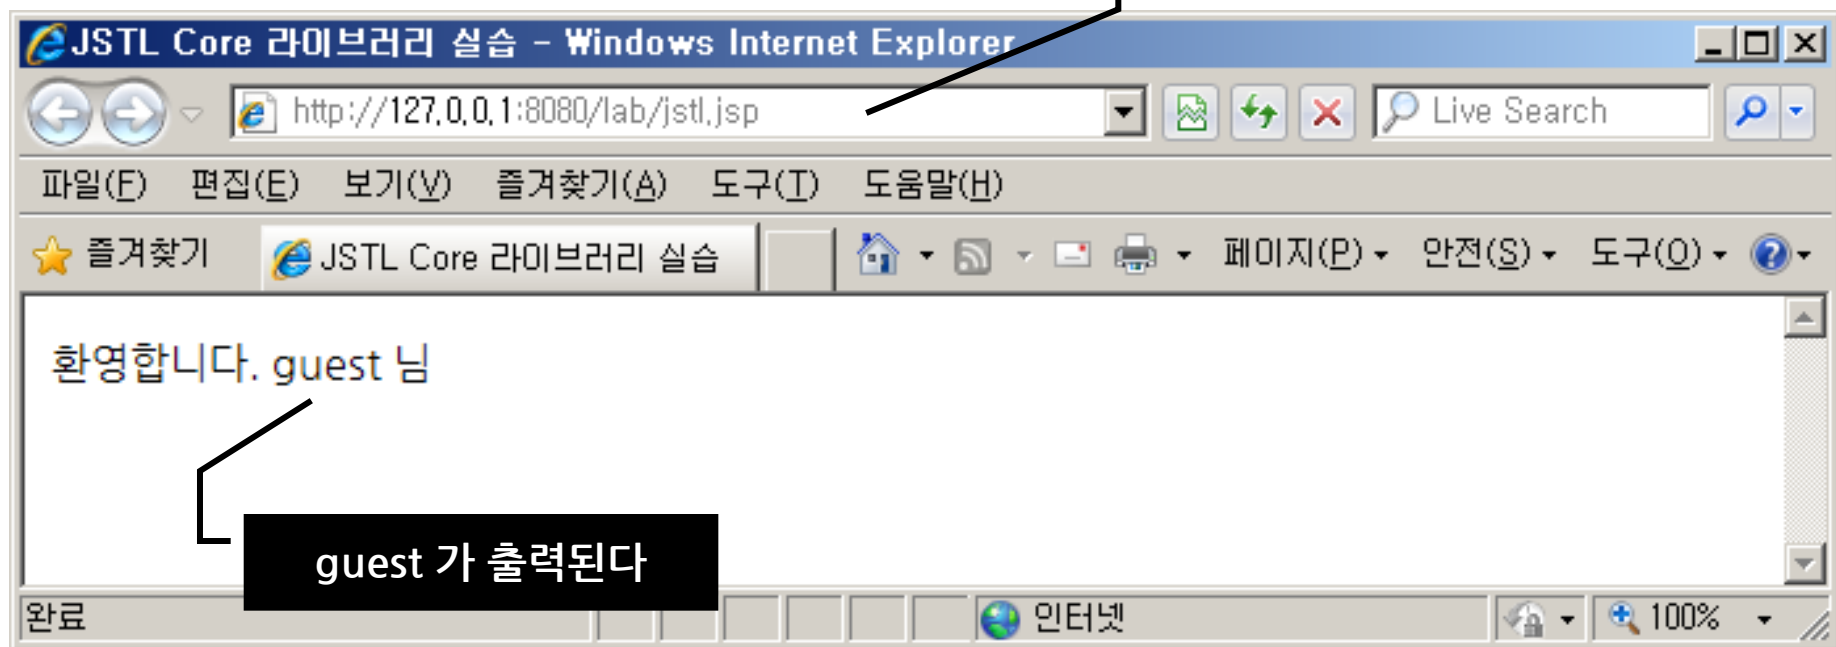 JSTL Core 라이브러리 실습 - Windows Internet Explorer
http://127.0.0.1:8080/lab/jstl.jsp Live Search
파일(F) 편집(E) 보기(V) 즐겨찾기(A) 도구(T) 도움말(H)
즐겨찾기 JSTL Core 라이브러리 실습 페이지(P) 안전(S) 도구(O)
환영합니다. guest 님
guest 가 출력된다
완료 인터넷 100%